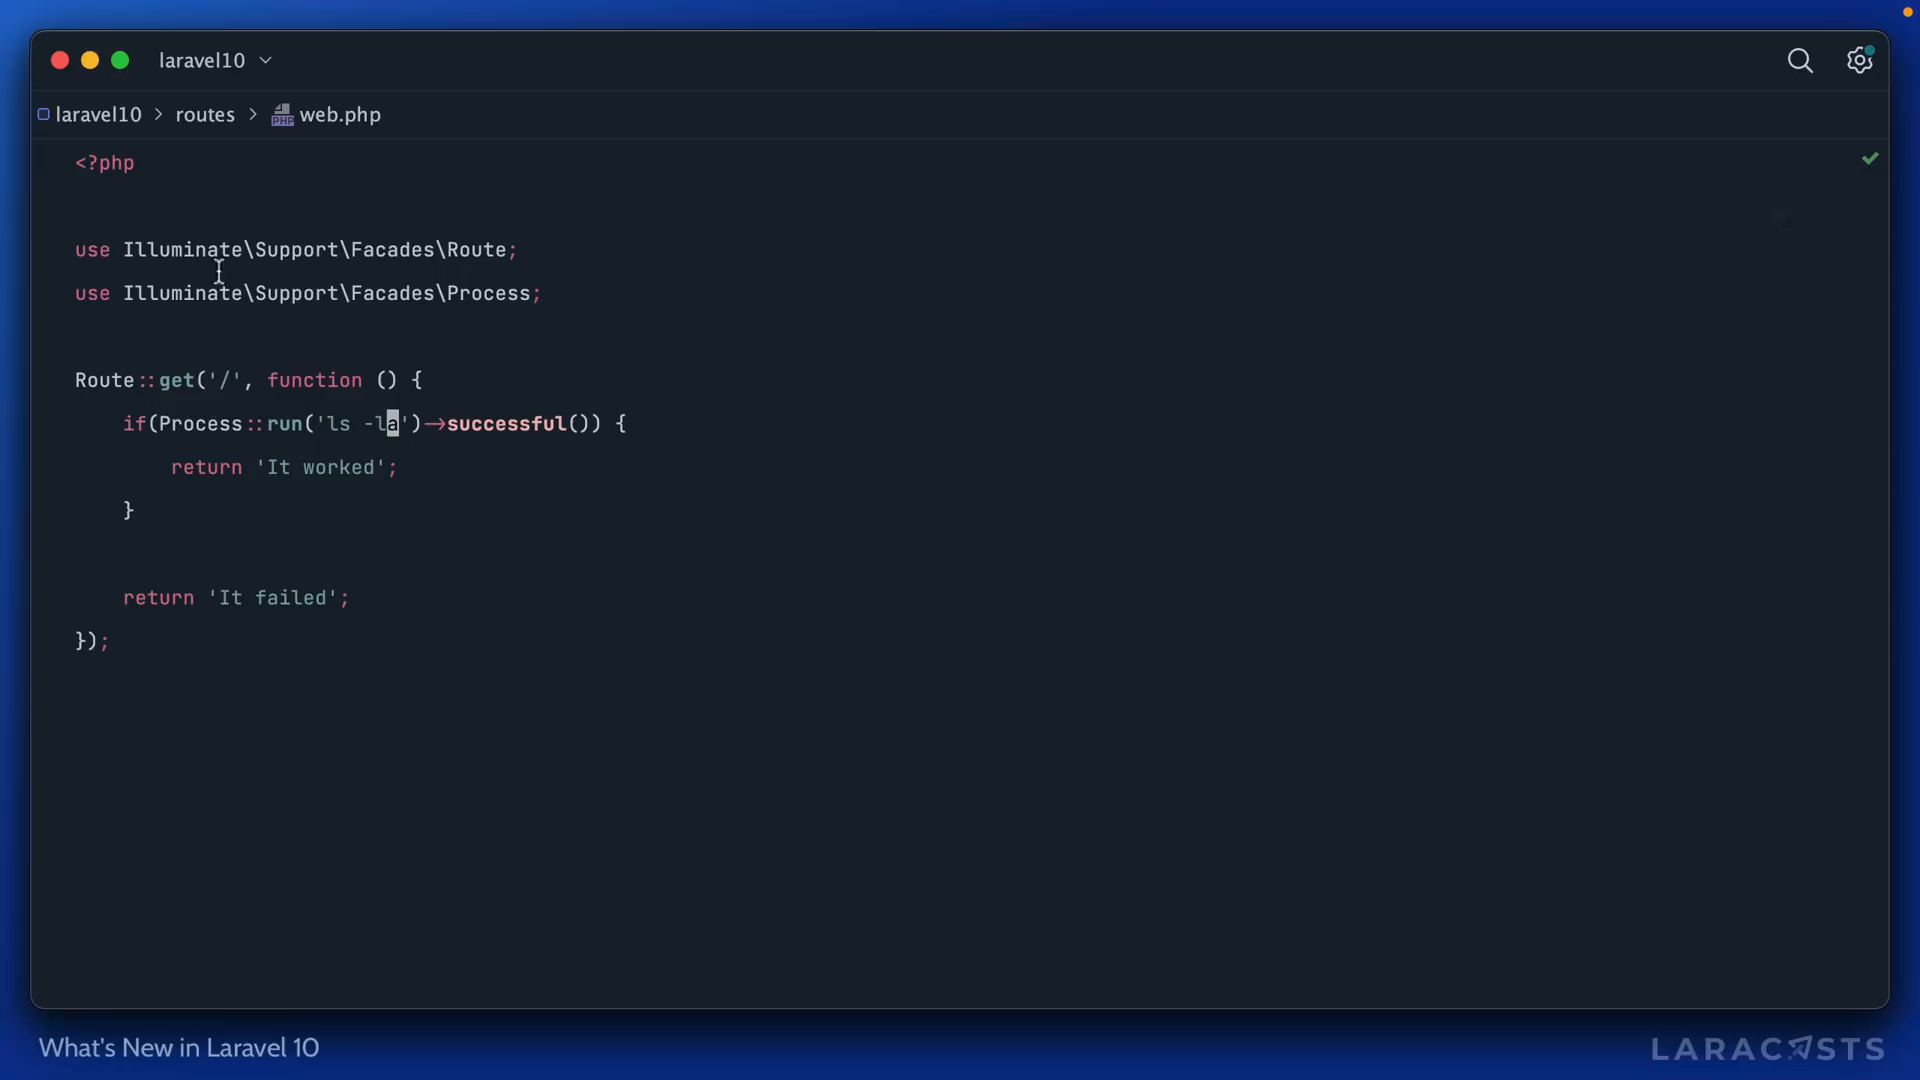 laravel10
laravel10 > routes > web.php
<?php
use Illuminate\Support\Facades\Route;
use Illuminate\Support\Facades\Process;
Route::get('/', function () {
if(Process::run('ls -la')->successful()) {
return 'It worked';
}
return 'It failed';
});
What's New in Laravel 10
LARACASTS